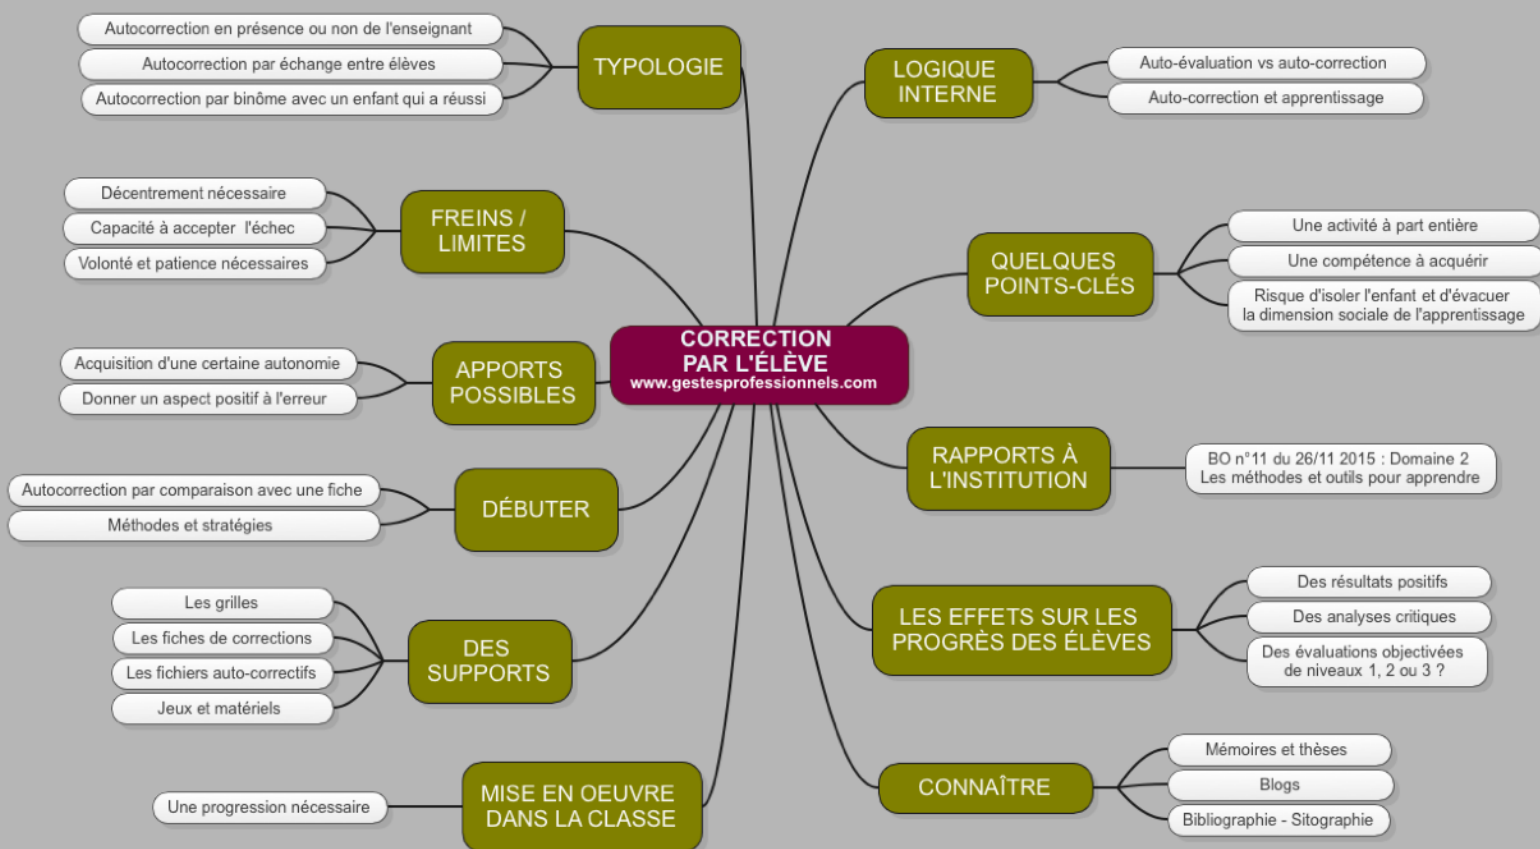 CORRECTION
PAR L'ÉLÈVE
www.gestesprofessionnels.com
TYPOLOGIE
Autocorrection en présence ou non de l'enseignant
Autocorrection par échange entre élèves
Autocorrection par binôme avec un enfant qui a réussi
FREINS /
LIMITES
Décentrement nécessaire
Capacité à accepter l'échec
Volonté et patience nécessaires
APPORTS
POSSIBLES
Acquisition d'une certaine autonomie
Donner un aspect positif à l'erreur
DÉBUTER
Autocorrection par comparaison avec une fiche
Méthodes et stratégies
DES
SUPPORTS
Les grilles
Les fiches de corrections
Les fichiers auto-correctifs
Jeux et matériels
MISE EN OEUVRE
DANS LA CLASSE
Une progression nécessaire
LOGIQUE
INTERNE
Auto-évaluation vs auto-correction
Auto-correction et apprentissage
QUELQUES
POINTS-CLÉS
Une activité à part entière
Une compétence à acquérir
Risque d'isoler l'enfant et d'évacuer
la dimension sociale de l'apprentissage
RAPPORTS À
L'INSTITUTION
BO n°11 du 26/11 2015 : Domaine 2
Les méthodes et outils pour apprendre
LES EFFETS SUR LES
PROGRÈS DES ÉLÈVES
Des résultats positifs
Des analyses critiques
Des évaluations objectivées
de niveaux 1, 2 ou 3 ?
CONNAÎTRE
Mémoires et thèses
Blogs
Bibliographie - Sitographie